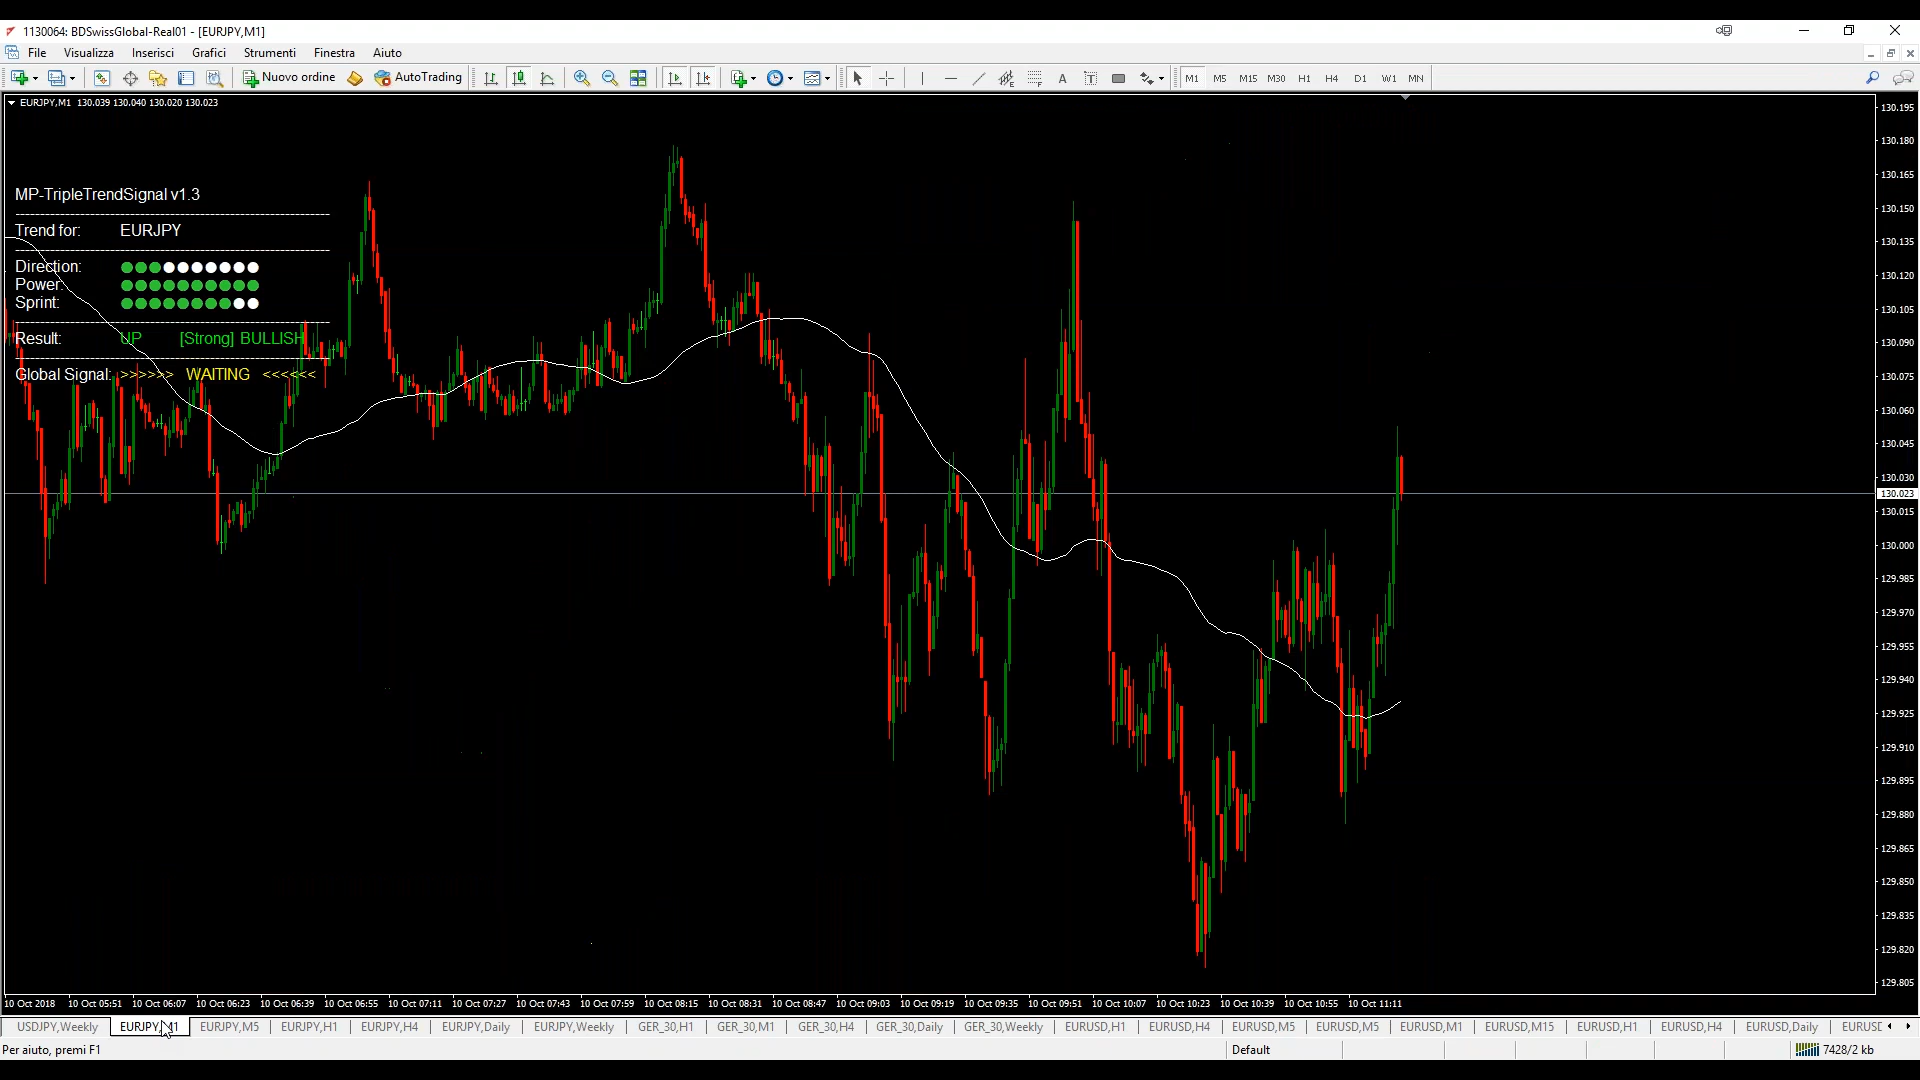 1130064: BDSwissGlobal-Real01 - [EURJPY,M1]
File Visualizza Inserisci Grafici Strumenti Finestra Aiuto
Nuovo ordine AutoTrading A T M1 M5 M15 M30 H1 H4 D1 W1 MN
EURJPY,M1 130.039 130.040 130.020 130.023
MP-TripleTrendSignal v1.3
Trend for: EURJPY
Direction:
Power:
Sprint:
Result: UP [Strong] BULLISH
Global Signal: >>>>>> WAITING <<<<<<
130.195
130.180
130.165
130.150
130.135
130.120
130.105
130.090
130.075
130.060
130.045
130.030
130.023
130.015
130.000
129.985
129.970
129.955
129.940
129.925
129.910
129.895
129.880
129.865
129.850
129.835
129.820
129.805
10 Oct 2018 10 Oct 05:51 10 Oct 06:07 10 Oct 06:23 10 Oct 06:39 10 Oct 06:55 10 Oct 07:11 10 Oct 07:27 10 Oct 07:43 10 Oct 07:59 10 Oct 08:15 10 Oct 08:31 10 Oct 08:47 10 Oct 09:03 10 Oct 09:19 10 Oct 09:35 10 Oct 09:51 10 Oct 10:07 10 Oct 10:23 10 Oct 10:39 10 Oct 10:55 10 Oct 11:11
USDJPY,Weekly EURJPY,M1 EURJPY,M5 EURJPY,H1 EURJPY,H4 EURJPY,Daily EURJPY,Weekly GER_30,H1 GER_30,M1 GER_30,H4 GER_30,Daily GER_30,Weekly EURUSD,H1 EURUSD,H4 EURUSD,M5 EURUSD,M5 EURUSD,M1 EURUSD,M15 EURUSD,H1 EURUSD,H4 EURUSD,Daily EURUSD
Per aiuto, premi F1 Default 7428/2 kb